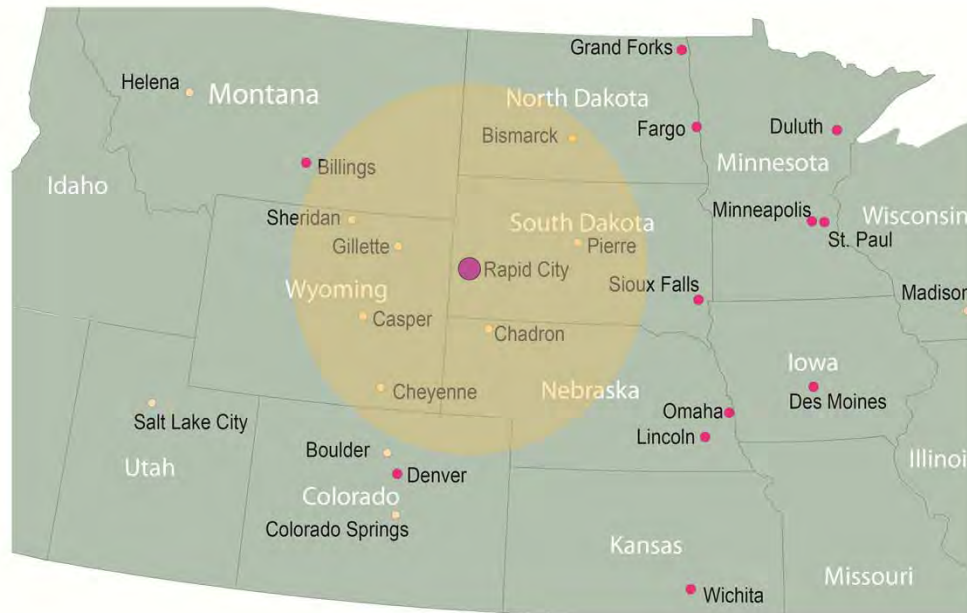 Grand Forks
Helena
Montana
North Dakota
Bismarck
Fargo
Duluth
Minnesota
Billings
Idaho
Sheridan
South Dakota
Minneapolis
Wisconsin
Gillette
Pierre
St. Paul
Rapid City
Wyoming
Sioux Falls
Madison
Casper
Chadron
Iowa
Cheyenne
Nebraska
Des Moines
Salt Lake City
Omaha
Lincoln
Boulder
Utah
Denver
Illinoi
Colorado
Colorado Springs
Kansas
Missouri
Wichita